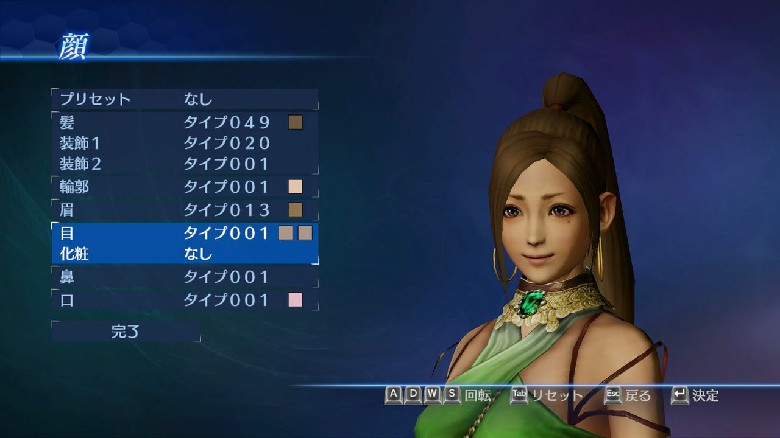 顔
プリセット なし
髪 タイプ049
装飾1 タイプ020
装飾2 タイプ001
輪郭 タイプ001
眉 タイプ013
目 タイプ001
化粧 なし
鼻 タイプ001
口 タイプ001
完了
A D W S 回転 Tab リセット Esc 戻る ↵ 決定